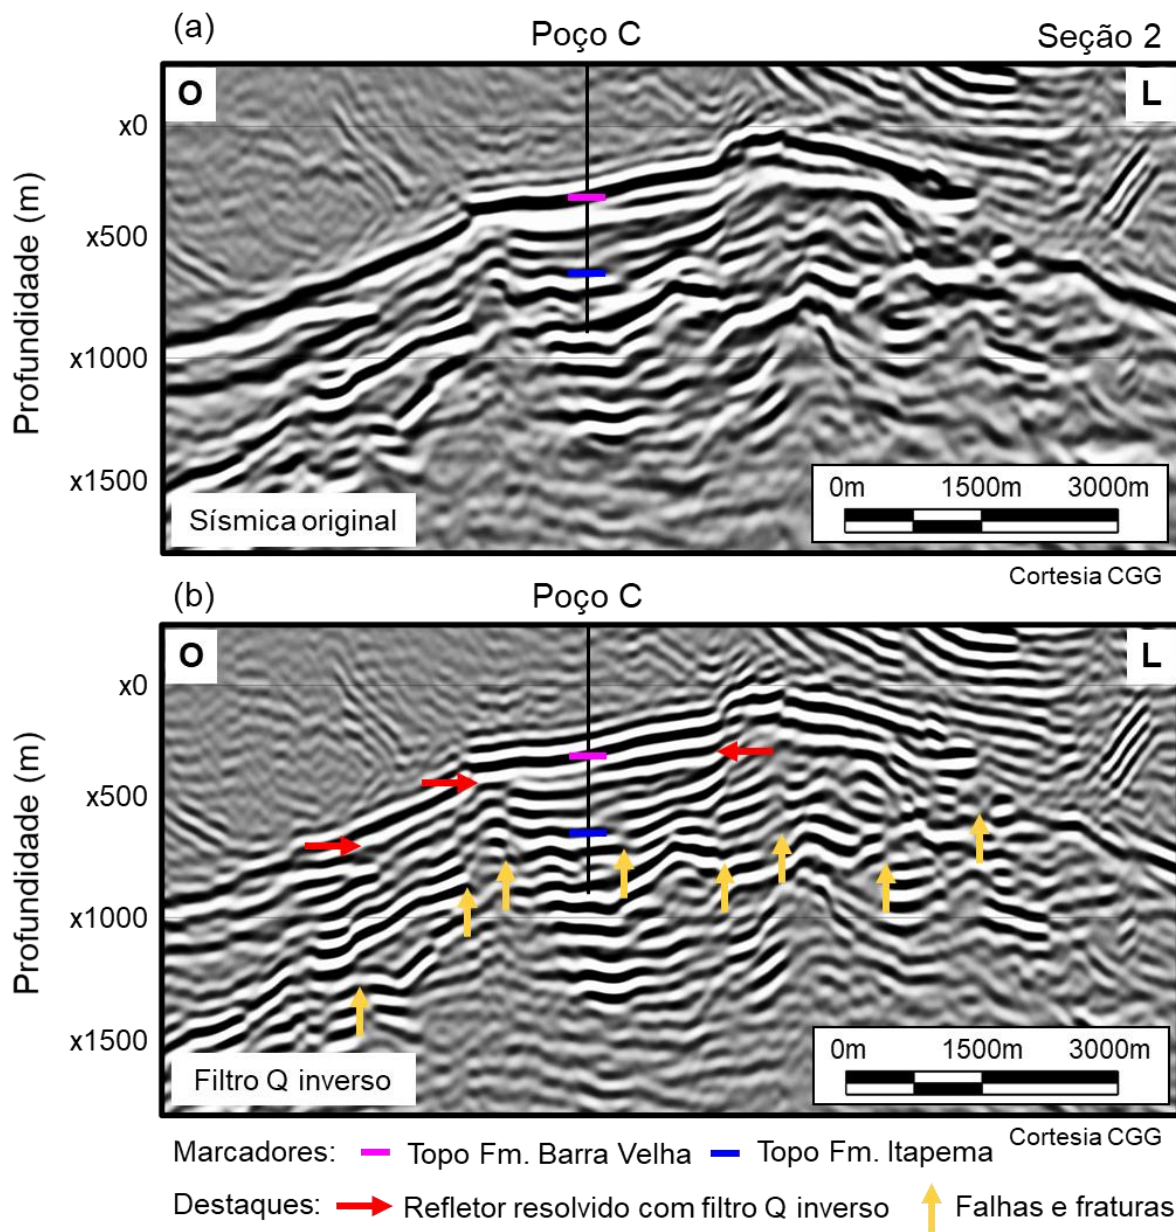 (a)
Poço C
Seção 2
O
L
Profundidade (m)
x0
x500
x1000
x1500
Sísmica original
0m 1500m 3000m
Cortesia CGG
(b)
Poço C
O
L
Profundidade (m)
x0
x500
x1000
x1500
Filtro Q inverso
0m 1500m 3000m
Cortesia CGG
Marcadores: Topo Fm. Barra Velha Topo Fm. Itapema
Destaques: Refletor resolvido com filtro Q inverso Falhas e fraturas